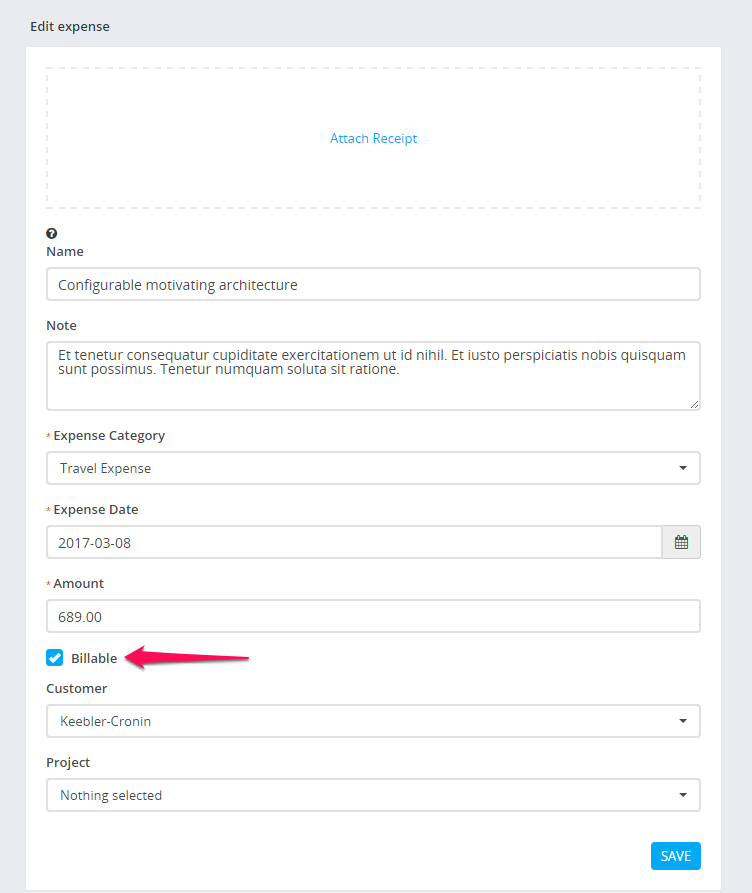 Edit expense
Attach Receipt
Name
Configurable motivating architecture
Note
Et tenetur consequatur cupiditate exercitationem ut id nihil. Et iusto perspiciatis nobis quisquam
sunt possimus. Tenetur numquam soluta sit ratione.
* Expense Category
Travel Expense
* Expense Date
2017-03-08
* Amount
689.00
Billable
Customer
Keebler-Cronin
Project
Nothing selected
SAVE